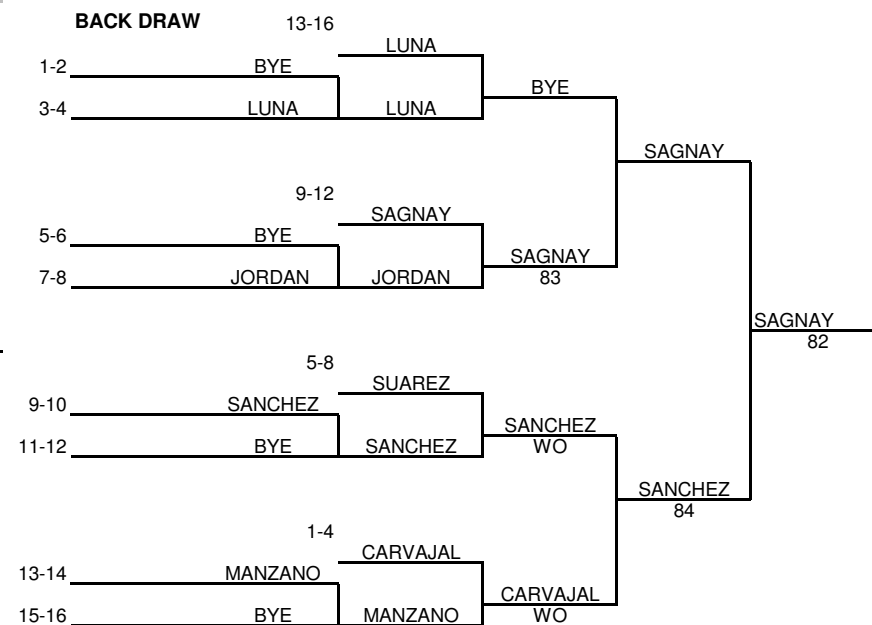 BACK DRAW 13-16
LUNA
1-2 BYE
BYE
3-4 LUNA LUNA
SAGNAY
9-12
SAGNAY
5-6 BYE
SAGNAY
7-8 JORDAN JORDAN 83
SAGNAY
82
5-8
SUAREZ
9-10 SANCHEZ
SANCHEZ
11-12 BYE SANCHEZ WO
SANCHEZ
84
1-4
CARVAJAL
13-14 MANZANO
CARVAJAL
15-16 BYE MANZANO WO